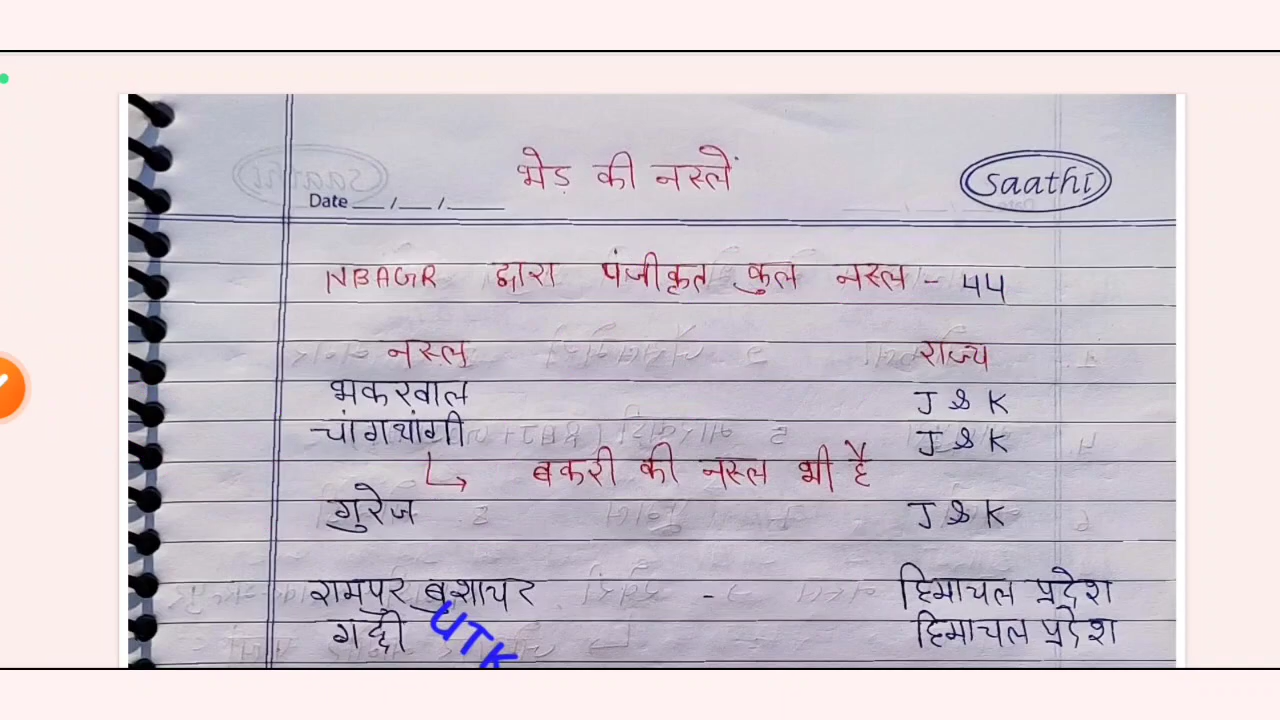 भेड़ की नस्लें
saathi
Date __/__/____
NBAGR द्वारा पंजीकृत कुल नस्ल - 44
नस्ल राज्य
भकरवाल J & K
चांगथांगी J & K
↳ बकरी की नस्ल भी है
गुरेज J & K
रामपुर बुशायर हिमाचल प्रदेश
गद्दी हिमाचल प्रदेश
UTK